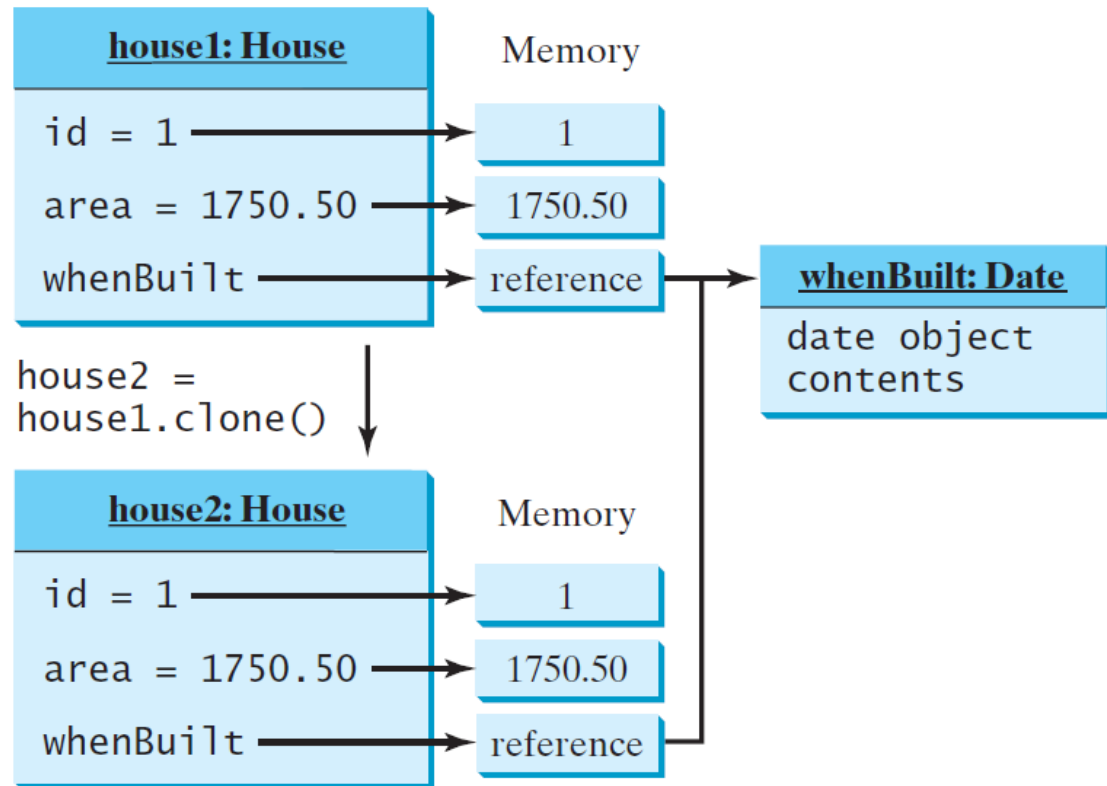 house1: House
Memory
id = 1
1
area = 1750.50
1750.50
whenBuilt
reference
whenBuilt: Date
date object
contents
house2 =
house1.clone()
house2: House
Memory
id = 1
1
area = 1750.50
1750.50
whenBuilt
reference